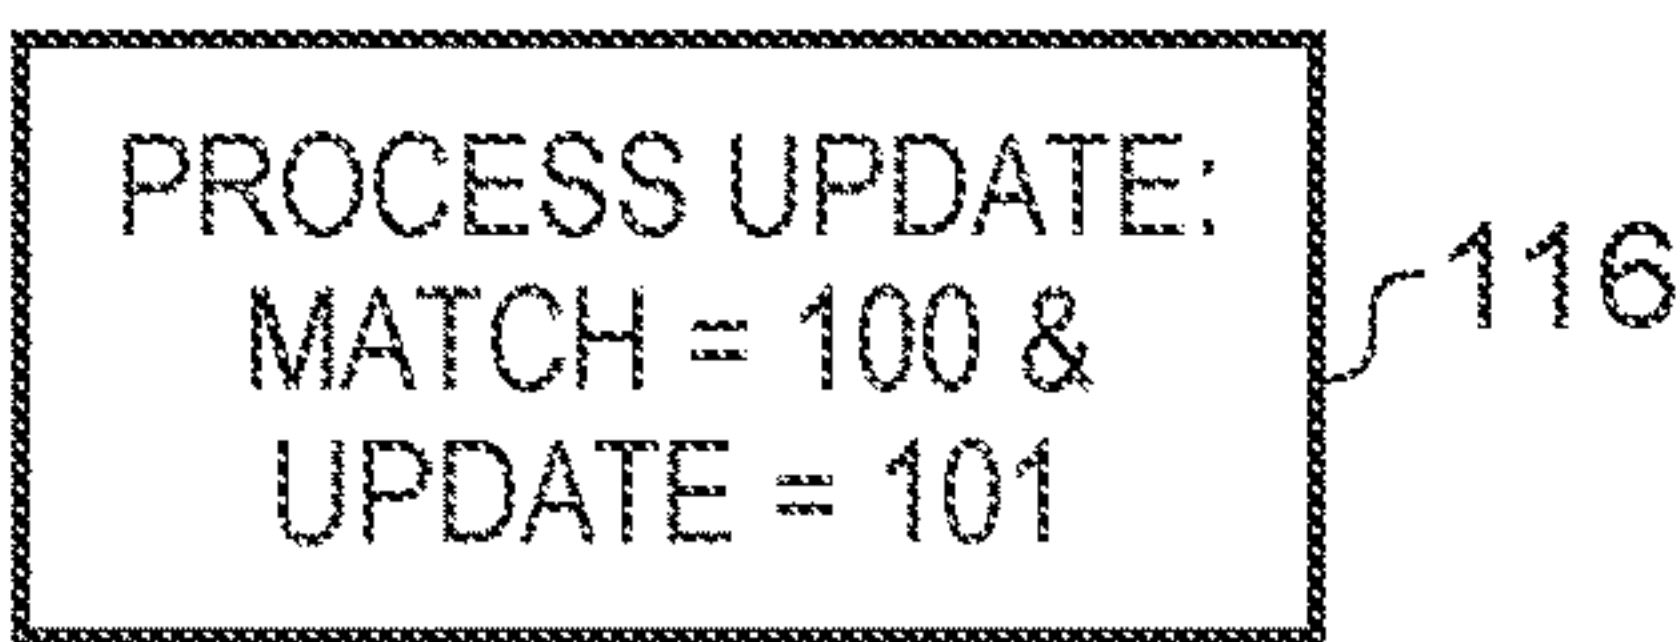 PROCESS UPDATE:
MATCH = 100 &
UPDATE = 101
116